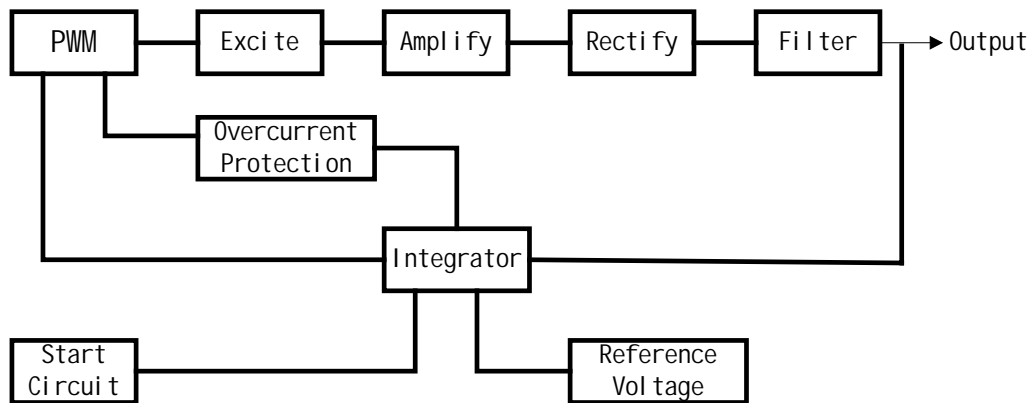 PWM
Excite
Amplify
Rectify
Filter
Output
Overcurrent
Protection
Integrator
Start
Circuit
Reference
Voltage